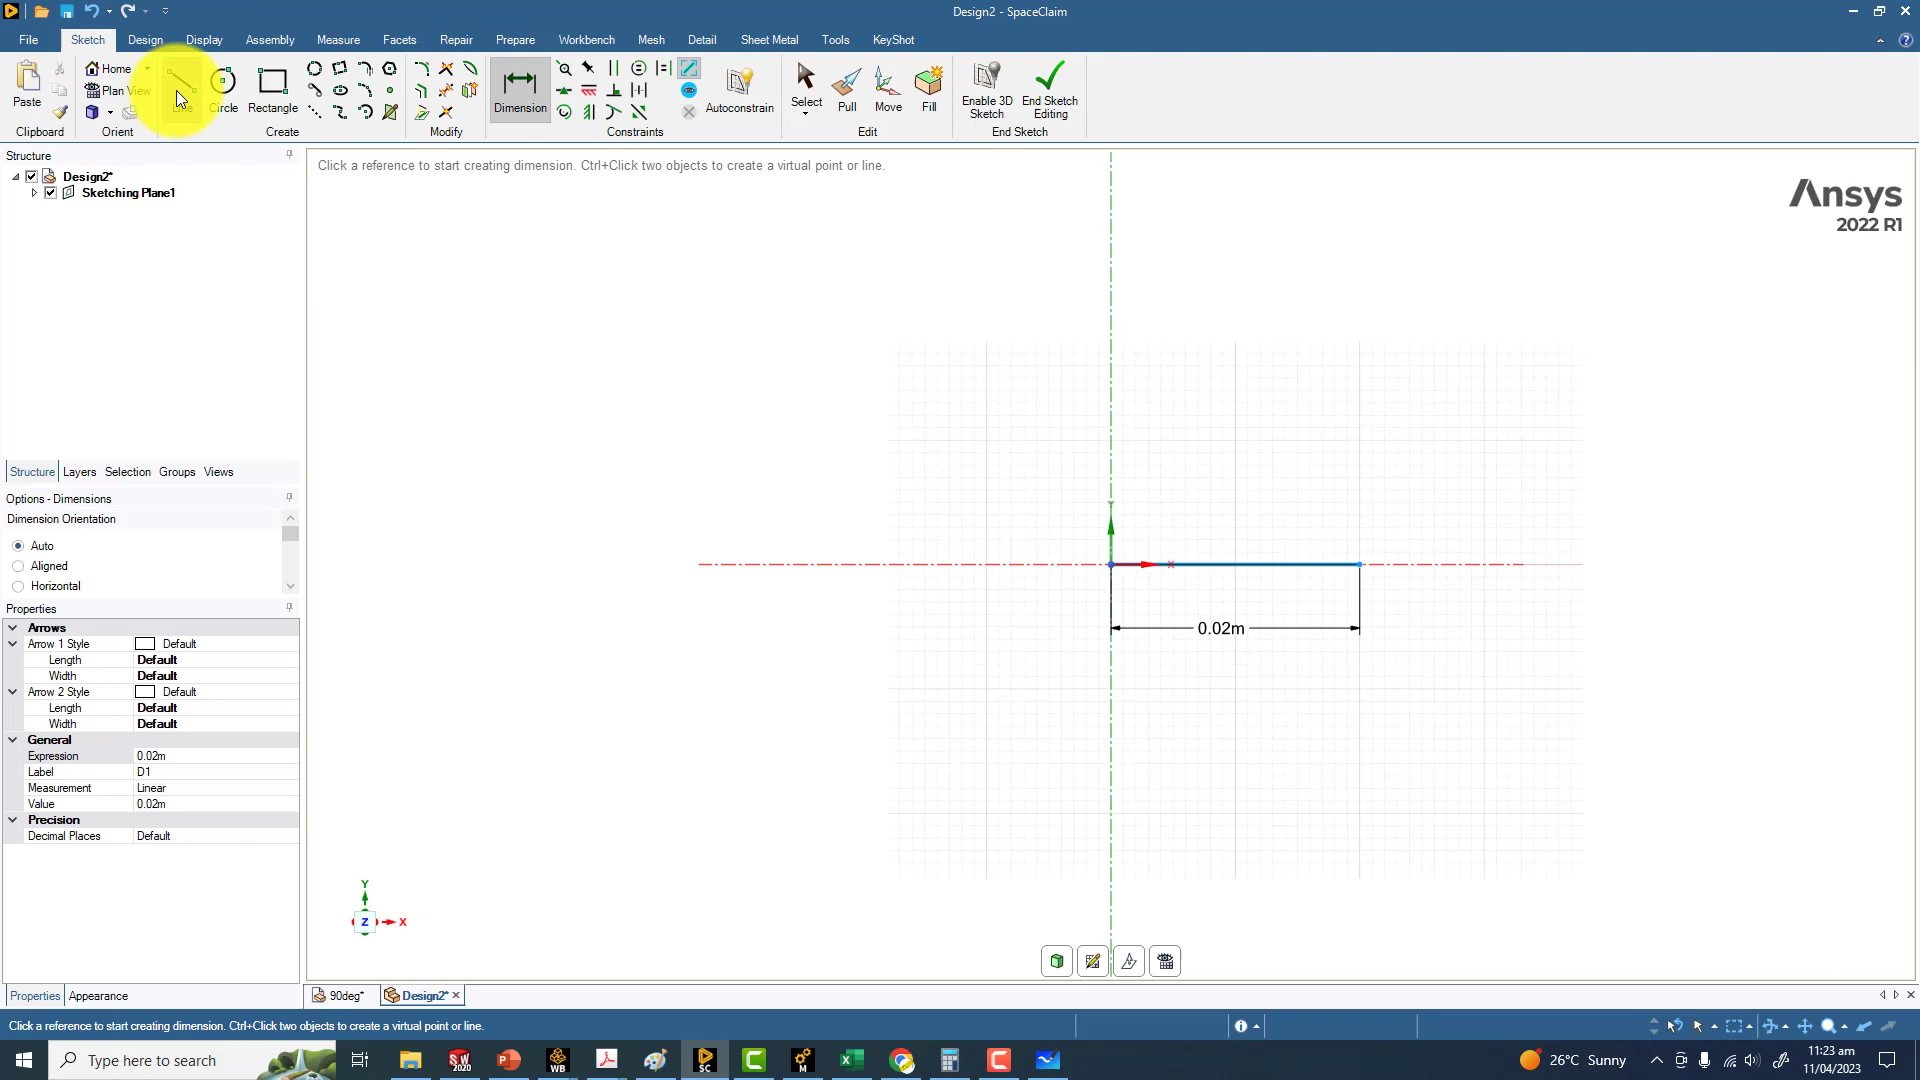 Design2 - SpaceClaim
File Sketch Design Display Assembly Measure Facets Repair Prepare Workbench Mesh Detail Sheet Metal Tools KeyShot
Paste
Home
Plan View
Line
Circle
Rectangle
Dimension
Autoconstrain
Select
Pull
Move
Fill
Enable 3D
Sketch
End Sketch
Editing
Clipboard Orient Create Modify Constraints Edit End Sketch
Structure
Design2*
Sketching Plane1
Structure Layers Selection Groups Views
Options - Dimensions
Dimension Orientation
Auto
Aligned
Horizontal
Properties
Arrows
Arrow 1 Style Default
Length Default
Width Default
Arrow 2 Style Default
Length Default
Width Default
General
Expression 0.02m
Label D1
Measurement Linear
Value 0.02m
Precision
Decimal Places Default
Properties Appearance
Click a reference to start creating dimension. Ctrl+Click two objects to create a virtual point or line.
Ansys
2022 R1
Y
X
0.02m
Y
Z
X
90deg*
Design2*
Click a reference to start creating dimension. Ctrl+Click two objects to create a virtual point or line.
Type here to search
SW
2020
WB
SC
M
26°C Sunny
11:23 am
11/04/2023